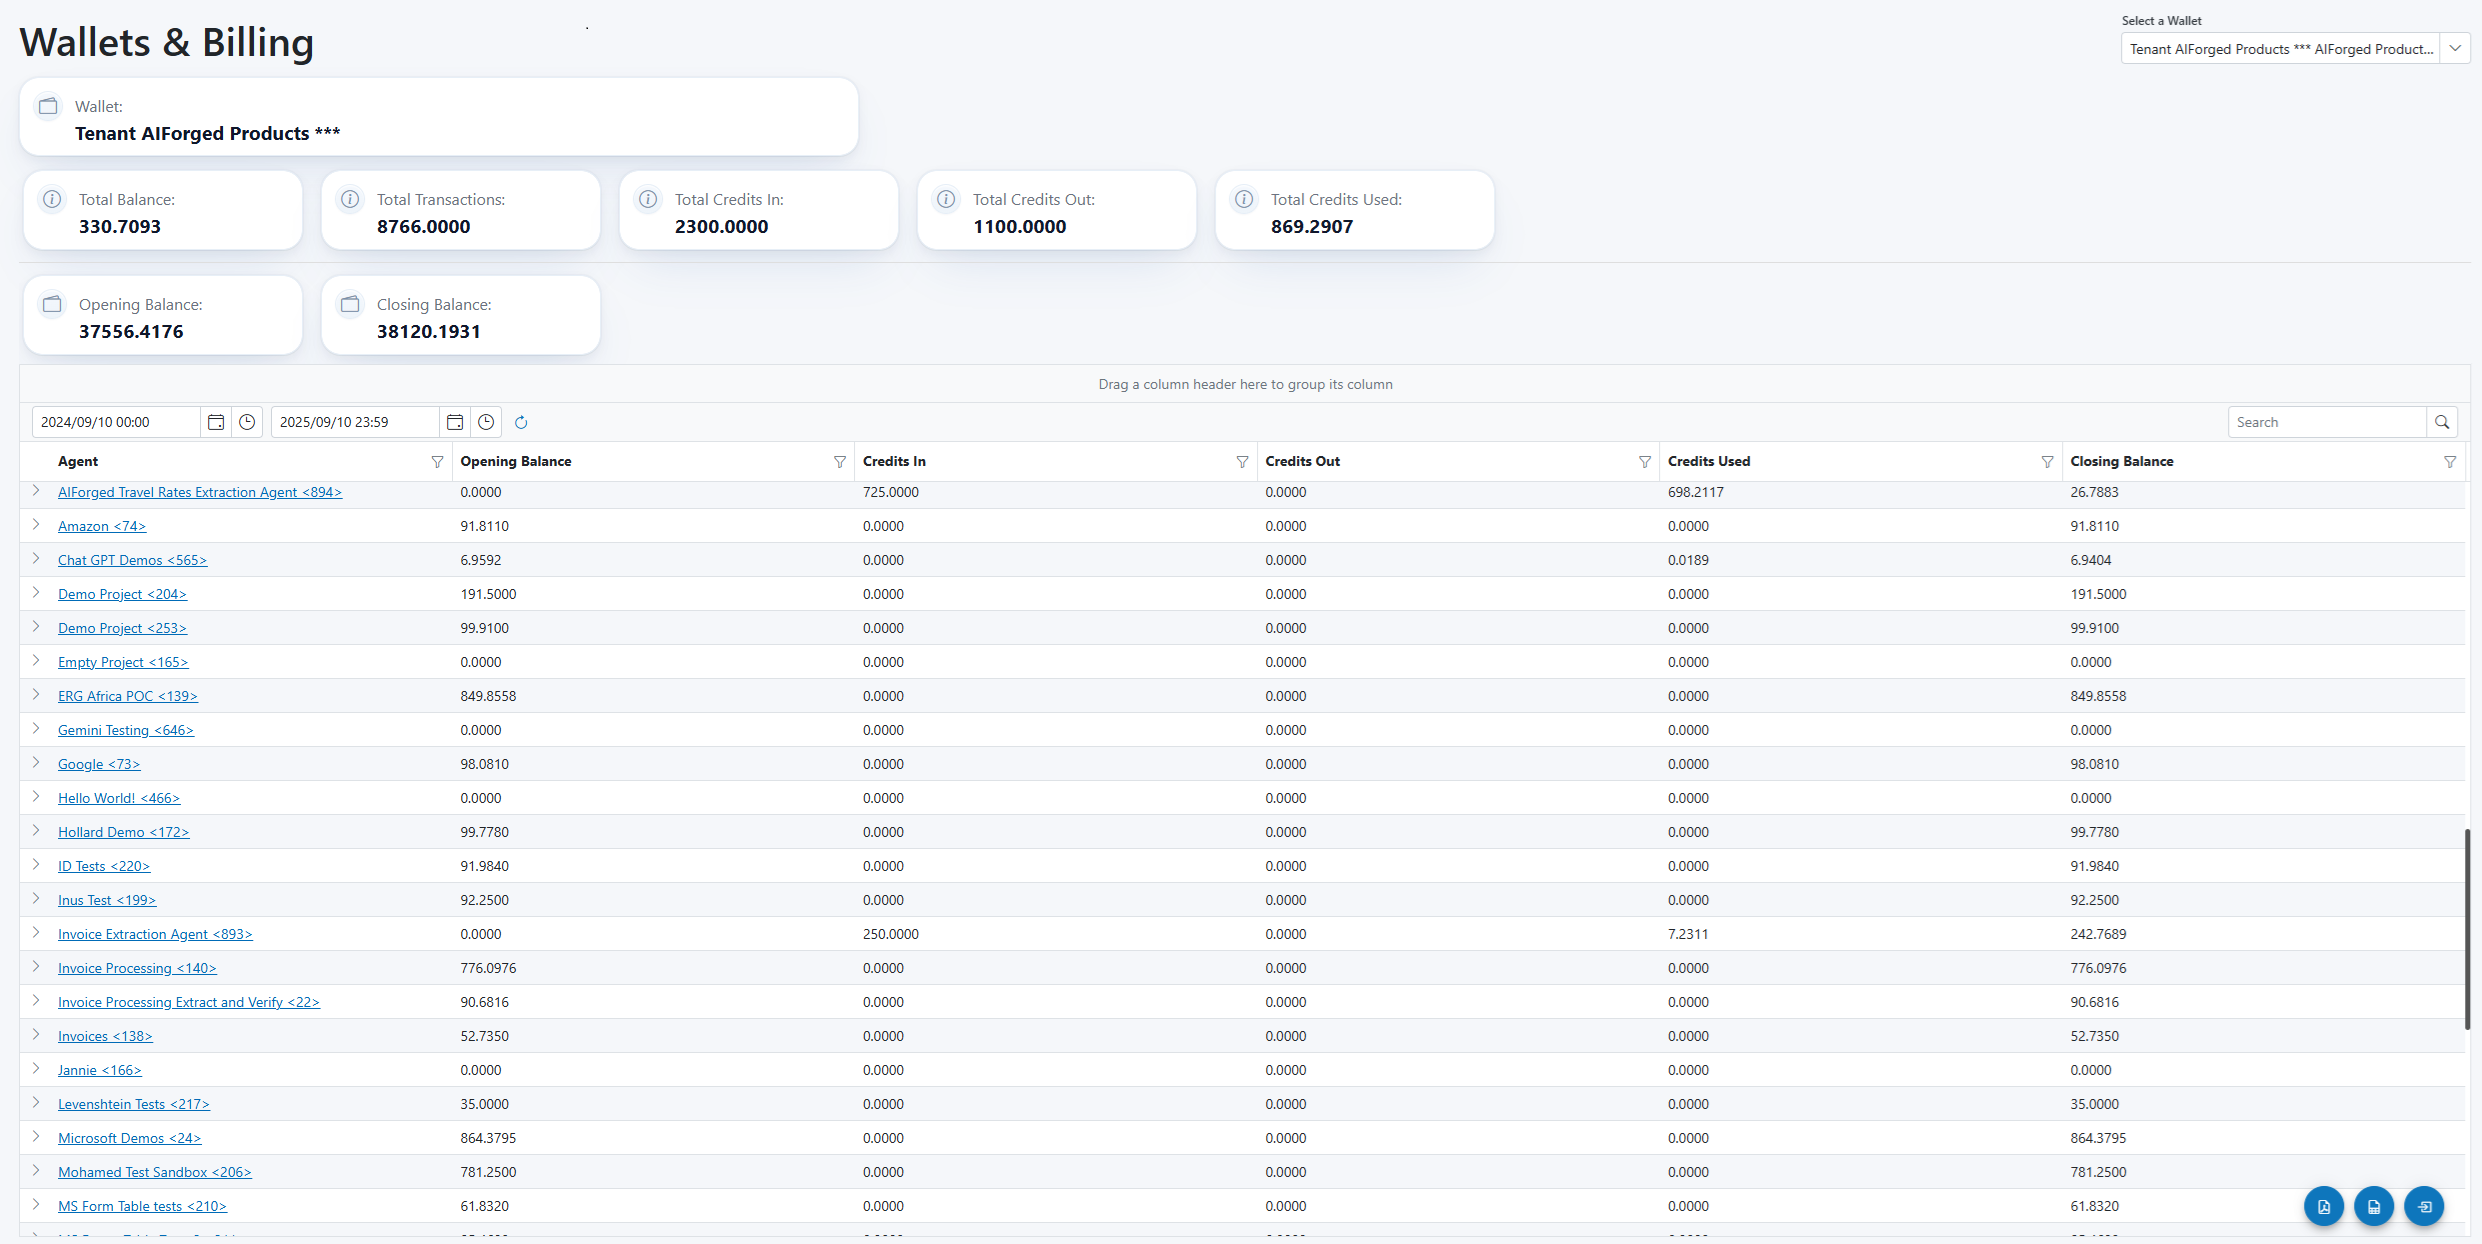 Wallets & Billing
Select a Wallet
Tenant AIForged Products *** AIForged Product...
Wallet:
Tenant AIForged Products ***
Total Balance:
330.7093
Total Transactions:
8766.0000
Total Credits In:
2300.0000
Total Credits Out:
1100.0000
Total Credits Used:
869.2907
Opening Balance:
37556.4176
Closing Balance:
38120.1931
Drag a column header here to group its column
2024/09/10 00:00 2025/09/10 23:59 Search
Agent Opening Balance Credits In Credits Out Credits Used Closing Balance
AIForged Travel Rates Extraction Agent <894> 0.0000 725.0000 0.0000 698.2117 26.7883
Amazon <74> 91.8110 0.0000 0.0000 0.0000 91.8110
Chat GPT Demos <565> 6.9592 0.0000 0.0000 0.0189 6.9404
Demo Project <204> 191.5000 0.0000 0.0000 0.0000 191.5000
Demo Project <253> 99.9100 0.0000 0.0000 0.0000 99.9100
Empty Project <165> 0.0000 0.0000 0.0000 0.0000 0.0000
ERG Africa POC <139> 849.8558 0.0000 0.0000 0.0000 849.8558
Gemini Testing <646> 0.0000 0.0000 0.0000 0.0000 0.0000
Google <73> 98.0810 0.0000 0.0000 0.0000 98.0810
Hello World! <466> 0.0000 0.0000 0.0000 0.0000 0.0000
Hollard Demo <172> 99.7780 0.0000 0.0000 0.0000 99.7780
ID Tests <220> 91.9840 0.0000 0.0000 0.0000 91.9840
Inus Test <199> 92.2500 0.0000 0.0000 0.0000 92.2500
Invoice Extraction Agent <893> 0.0000 250.0000 0.0000 7.2311 242.7689
Invoice Processing <140> 776.0976 0.0000 0.0000 0.0000 776.0976
Invoice Processing Extract and Verify <22> 90.6816 0.0000 0.0000 0.0000 90.6816
Invoices <138> 52.7350 0.0000 0.0000 0.0000 52.7350
Jannie <166> 0.0000 0.0000 0.0000 0.0000 0.0000
Levenshtein Tests <217> 35.0000 0.0000 0.0000 0.0000 35.0000
Microsoft Demos <24> 864.3795 0.0000 0.0000 0.0000 864.3795
Mohamed Test Sandbox <206> 781.2500 0.0000 0.0000 0.0000 781.2500
MS Form Table tests <210> 61.8320 0.0000 0.0000 0.0000 61.8320